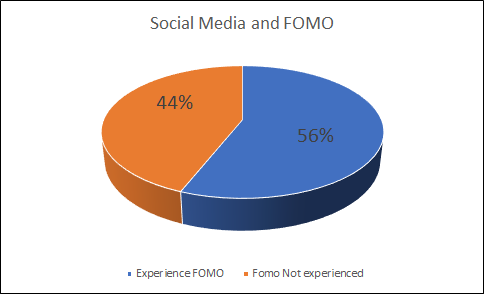 Social Media and FOMO
44%
56%
Experience FOMO
Fomo Not experienced